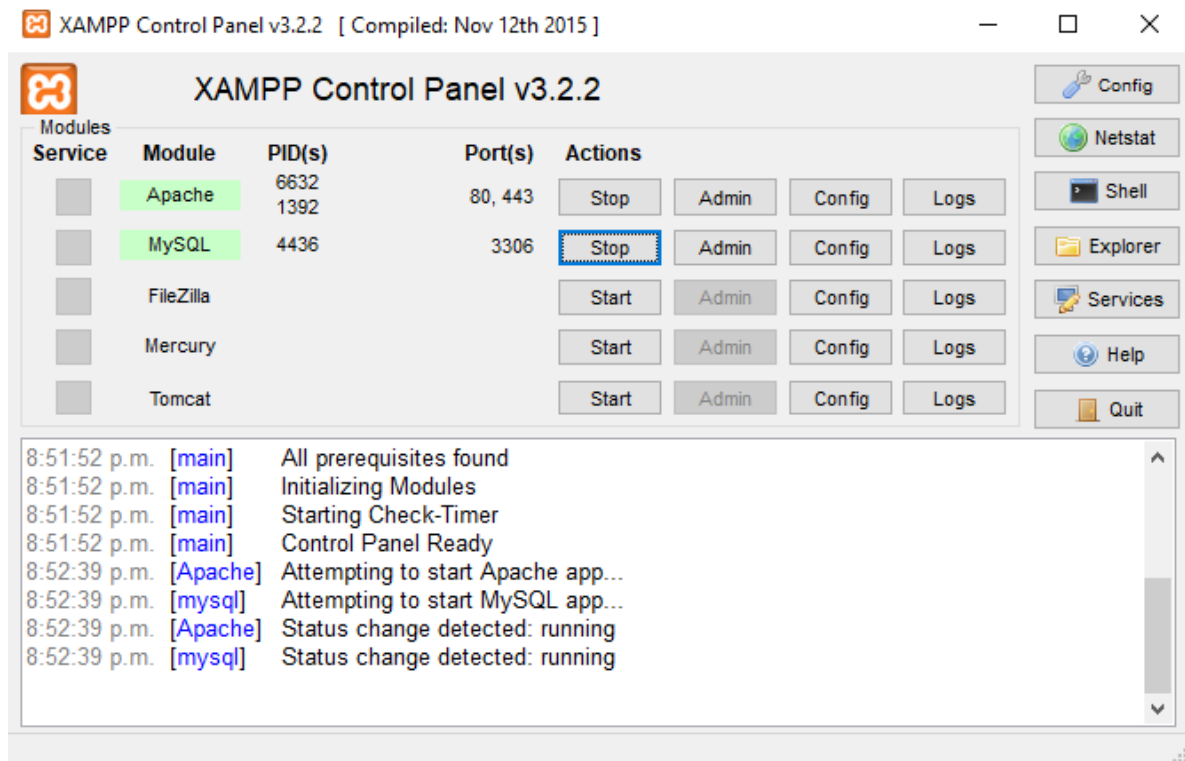 XAMPP Control Panel v3.2.2 [ Compiled: Nov 12th 2015 ]
XAMPP Control Panel v3.2.2
Config
Modules
Service Module PID(s) Port(s) Actions
Netstat
Apache 6632 1392 80, 443 Stop Admin Config Logs
Shell
MySQL 4436 3306 Stop Admin Config Logs
Explorer
FileZilla Start Admin Config Logs
Services
Mercury Start Admin Config Logs
Help
Tomcat Start Admin Config Logs
Quit
8:51:52 p.m. [main] All prerequisites found
8:51:52 p.m. [main] Initializing Modules
8:51:52 p.m. [main] Starting Check-Timer
8:51:52 p.m. [main] Control Panel Ready
8:52:39 p.m. [Apache] Attempting to start Apache app...
8:52:39 p.m. [mysql] Attempting to start MySQL app...
8:52:39 p.m. [Apache] Status change detected: running
8:52:39 p.m. [mysql] Status change detected: running